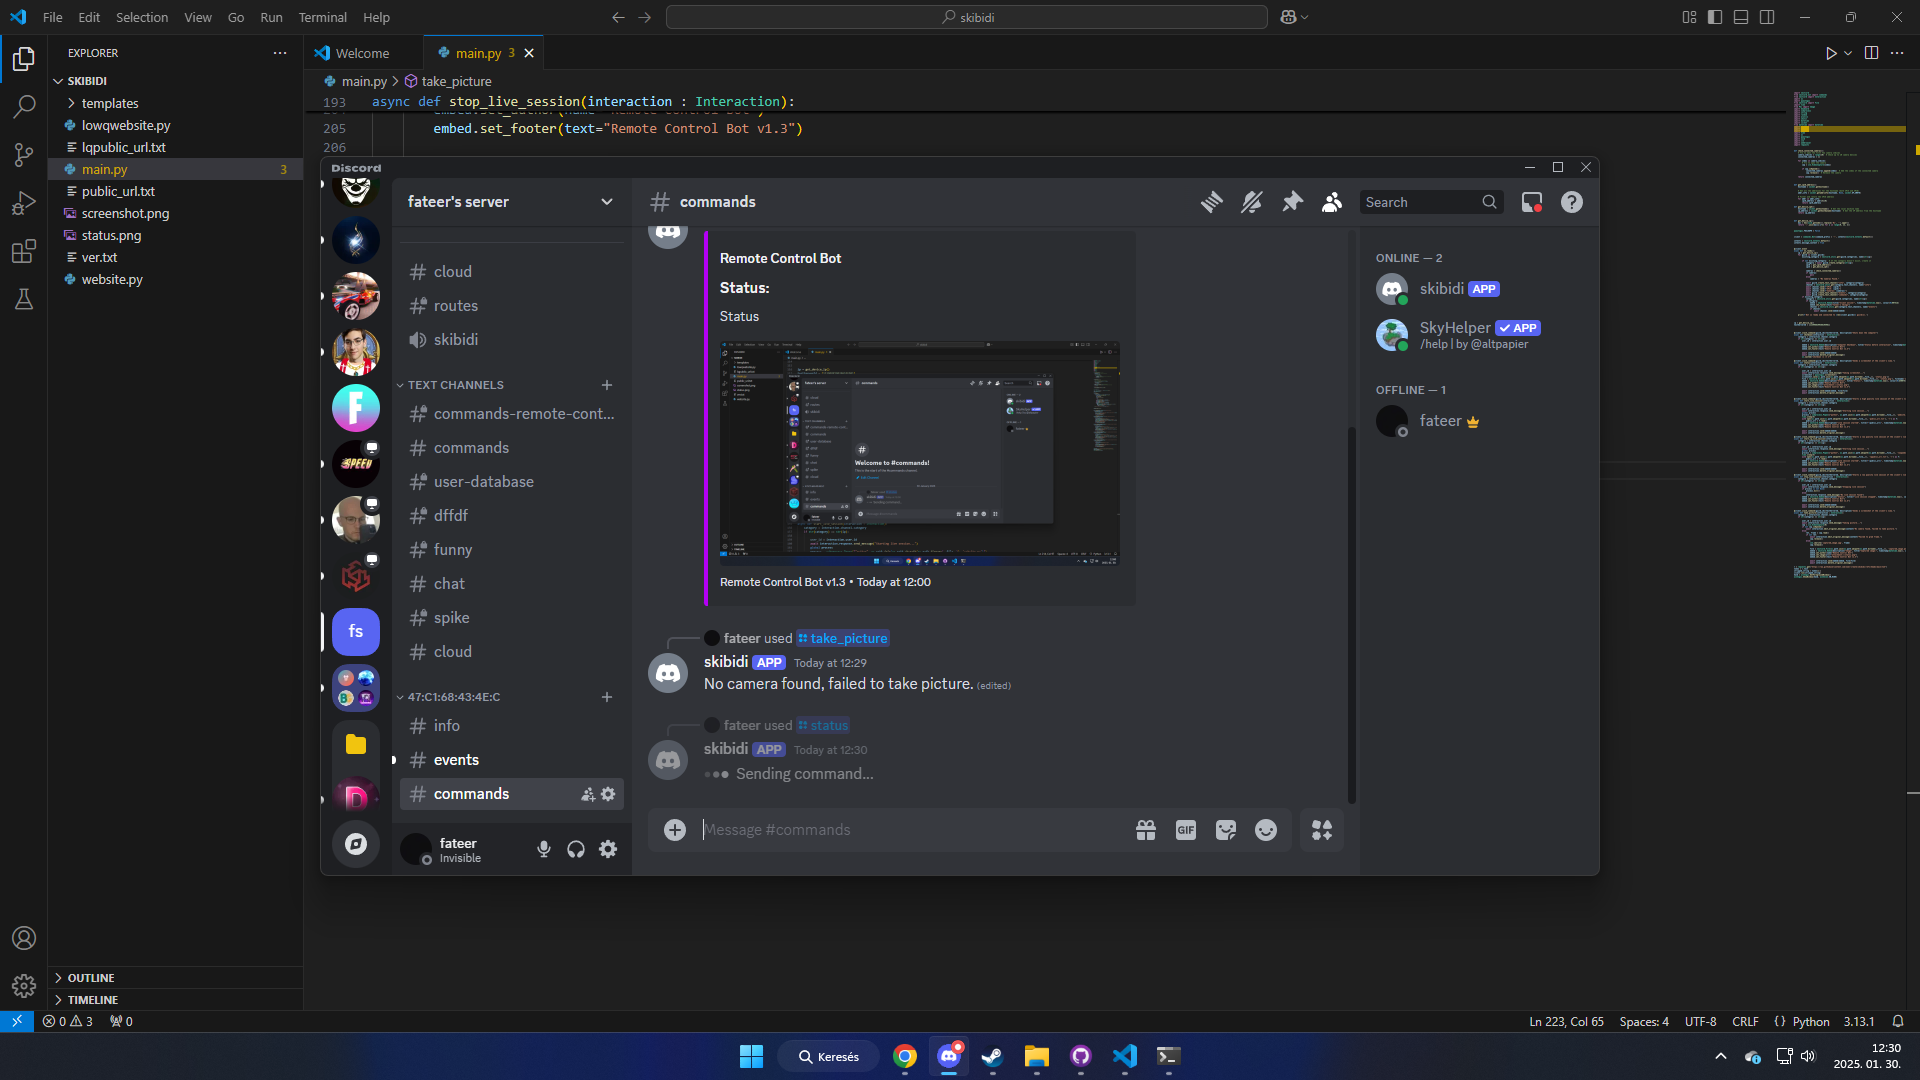 File Edit Selection View Go Run Terminal Help
skibidi
EXPLORER
Welcome
main.py 3
SKIBIDI
main.py > take_picture
templates
lowqwebsite.py
lqpublic_url.txt
main.py 3
public_url.txt
screenshot.png
status.png
ver.txt
website.py
193 async def stop_live_session(interaction : Interaction):
205 embed.set_footer(text="Remote Control Bot v1.3")
206
Discord
fateer's server
commands
Search
cloud
routes
skibidi
TEXT CHANNELS
commands-remote-cont...
commands
user-database
dffdf
funny
chat
spike
cloud
47:C1:68:43:4E:C
info
events
commands
fateer
Invisible
SPEED
fs
Remote Control Bot
Status:
Status
Welcome to #commands!
Remote Control Bot v1.3 • Today at 12:00
fateer used take_picture
skibidi APP Today at 12:29
No camera found, failed to take picture. (edited)
fateer used status
skibidi APP Today at 12:30
Sending command...
Message #commands
GIF
ONLINE — 2
skibidi APP
SkyHelper APP
/help | by @altpapier
OFFLINE — 1
fateer
OUTLINE
TIMELINE
0 3 0
Ln 223, Col 65 Spaces: 4 UTF-8 CRLF {} Python 3.13.1
Keresés
12:30
2025. 01. 30.